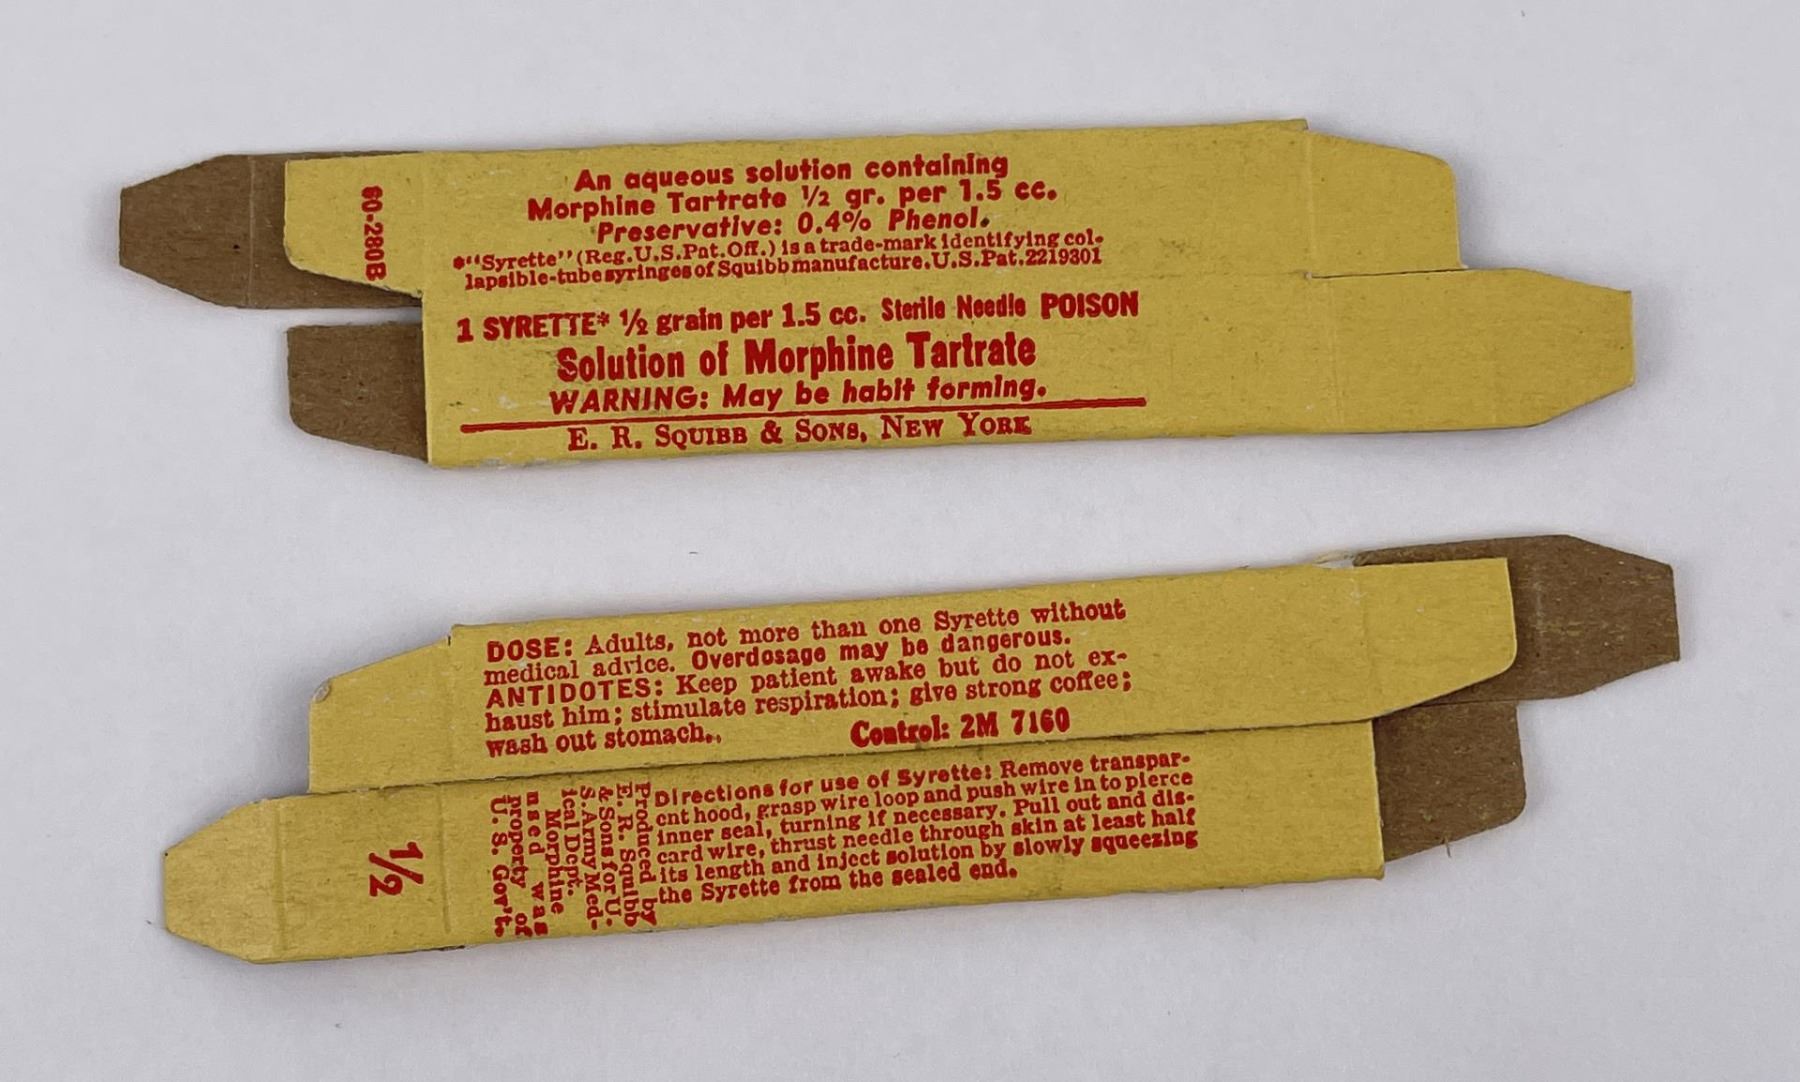 60-280B
An aqueous solution containing
Morphine Tartrate ½ gr. per 1.5 cc.
Preservative: 0.4% Phenol.
*"Syrette" (Reg. U.S. Pat. Off.) is a trade-mark identifying col-
lapsible-tube syringes of Squibb manufacture. U.S. Pat. 2219301
1 SYRETTE* ½ grain per 1.5 cc. Sterile Needle POISON
Solution of Morphine Tartrate
WARNING: May be habit forming.
E. R. SQUIBB & SONS, NEW YORK
DOSE: Adults, not more than one Syrette without
medical advice. Overdosage may be dangerous.
ANTIDOTES: Keep patient awake but do not ex-
haust him; stimulate respiration; give strong coffee;
wash out stomach.
Control: 2M 7160
½
Produced by
E. R. Squibb
& Sons for U.
S. Army Med-
ical Dept.
Morphine
used was
property of
U. S. Gov't.
Directions for use of Syrette: Remove transpar-
ent hood, grasp wire loop and push wire in to pierce
inner seal, turning if necessary. Pull out and dis-
card wire, thrust needle through skin at least half
its length and inject solution by slowly squeezing
the Syrette from the sealed end.